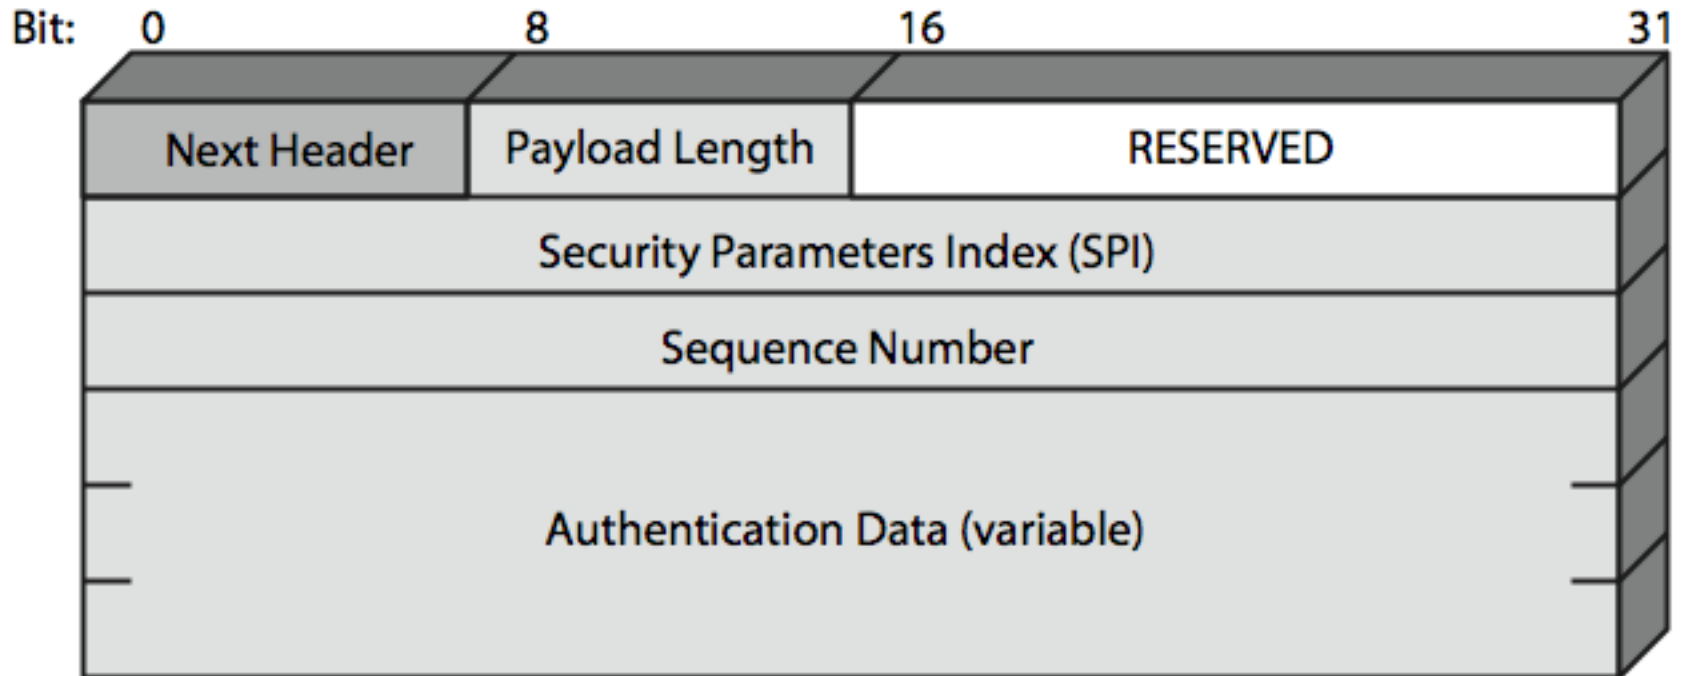 Bit: 0 8 16 31
Next Header Payload Length RESERVED
Security Parameters Index (SPI)
Sequence Number
Authentication Data (variable)